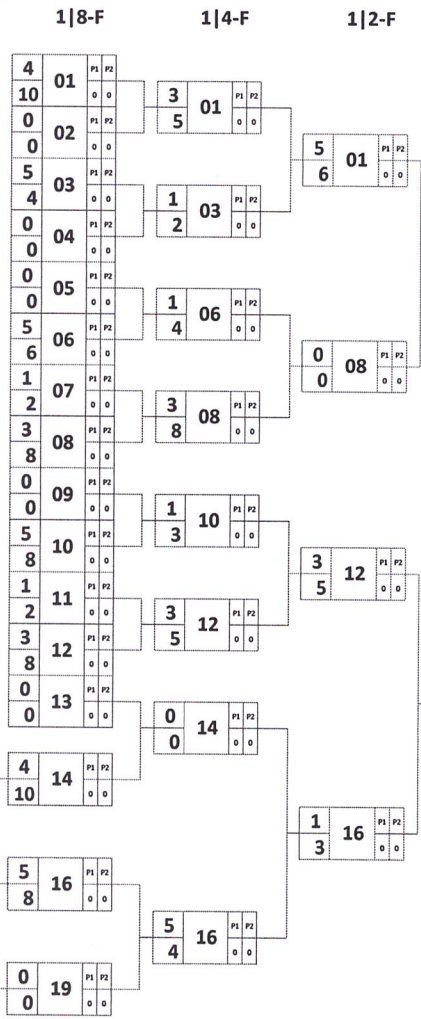 1|8-F 1|4-F 1|2-F
4 01 P1 P2
10 0 0
0 02 P1 P2
0 0 0
5 03 P1 P2
4 0 0
0 04 P1 P2
0 0 0
0 05 P1 P2
0 0 0
5 06 P1 P2
6 0 0
1 07 P1 P2
2 0 0
3 08 P1 P2
8 0 0
0 09 P1 P2
0 0 0
5 10 P1 P2
8 0 0
1 11 P1 P2
2 0 0
3 12 P1 P2
8 0 0
0 13 P1 P2
0 0 0
4 14 P1 P2
10 0 0
5 16 P1 P2
8 0 0
0 19 P1 P2
0 0 0
3 01 P1 P2
5 0 0
1 03 P1 P2
2 0 0
1 06 P1 P2
4 0 0
3 08 P1 P2
8 0 0
1 10 P1 P2
3 0 0
3 12 P1 P2
5 0 0
0 14 P1 P2
0 0 0
5 16 P1 P2
4 0 0
5 01 P1 P2
6 0 0
0 08 P1 P2
0 0 0
3 12 P1 P2
5 0 0
1 16 P1 P2
3 0 0